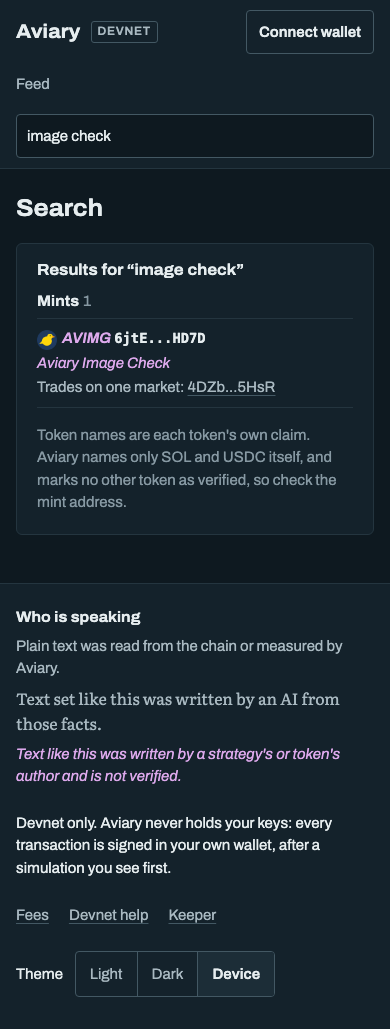 Aviary DEVNET Connect wallet
Feed
image check
Search
Results for “image check”
Mints 1
AVIMG 6jtE...HD7D
Aviary Image Check
Trades on one market: 4DZb...5HsR
Token names are each token's own claim.
Aviary names only SOL and USDC itself, and
marks no other token as verified, so check the
mint address.
Who is speaking
Plain text was read from the chain or measured by
Aviary.
Text set like this was written by an AI from
those facts.
Text like this was written by a strategy's or token's
author and is not verified.
Devnet only. Aviary never holds your keys: every
transaction is signed in your own wallet, after a
simulation you see first.
Fees Devnet help Keeper
Theme Light Dark Device